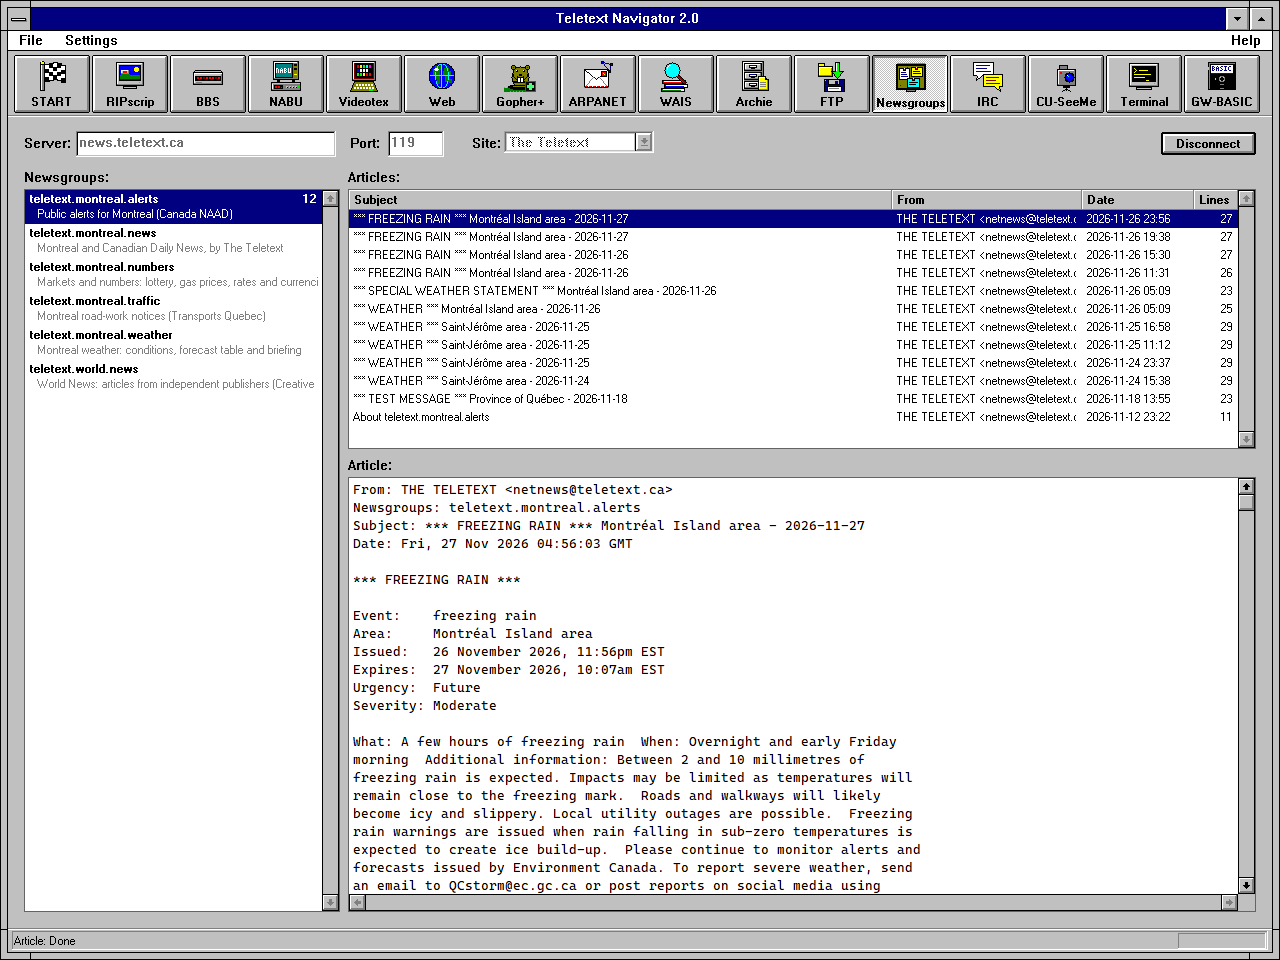 Teletext Navigator 2.0
File Settings Help
START RIPscrip BBS NABU Videotex Web Gopher+ ARPANET WAIS Archie FTP Newsgroups IRC CU-SeeMe Terminal GW-BASIC
NABU BASIC
Server: news.teletext.ca Port: 119 Site: The Teletext Disconnect
Newsgroups:
teletext.montreal.alerts 12
Public alerts for Montreal (Canada NAAD)
teletext.montreal.news
Montreal and Canadian Daily News, by The Teletext
teletext.montreal.numbers
Markets and numbers: lottery, gas prices, rates and currenci
teletext.montreal.traffic
Montreal road-work notices (Transports Quebec)
teletext.montreal.weather
Montreal weather: conditions, forecast table and briefing
teletext.world.news
World News: articles from independent publishers (Creative
Articles:
Subject From Date Lines
*** FREEZING RAIN *** Montréal Island area - 2026-11-27 THE TELETEXT <netnews@teletext.c 2026-11-26 23:56 27
*** FREEZING RAIN *** Montréal Island area - 2026-11-27 THE TELETEXT <netnews@teletext.c 2026-11-26 19:38 27
*** FREEZING RAIN *** Montréal Island area - 2026-11-26 THE TELETEXT <netnews@teletext.c 2026-11-26 15:30 27
*** FREEZING RAIN *** Montréal Island area - 2026-11-26 THE TELETEXT <netnews@teletext.c 2026-11-26 11:31 26
*** SPECIAL WEATHER STATEMENT *** Montréal Island area - 2026-11-26 THE TELETEXT <netnews@teletext.c 2026-11-26 05:09 23
*** WEATHER *** Montréal Island area - 2026-11-26 THE TELETEXT <netnews@teletext.c 2026-11-26 05:09 25
*** WEATHER *** Saint-Jérôme area - 2026-11-25 THE TELETEXT <netnews@teletext.c 2026-11-25 16:58 29
*** WEATHER *** Saint-Jérôme area - 2026-11-25 THE TELETEXT <netnews@teletext.c 2026-11-25 11:12 29
*** WEATHER *** Saint-Jérôme area - 2026-11-25 THE TELETEXT <netnews@teletext.c 2026-11-24 23:37 29
*** WEATHER *** Saint-Jérôme area - 2026-11-24 THE TELETEXT <netnews@teletext.c 2026-11-24 15:38 29
*** TEST MESSAGE *** Province of Québec - 2026-11-18 THE TELETEXT <netnews@teletext.c 2026-11-18 13:55 23
About teletext.montreal.alerts THE TELETEXT <netnews@teletext.c 2026-11-12 23:22 11
Article:
From: THE TELETEXT <netnews@teletext.ca>
Newsgroups: teletext.montreal.alerts
Subject: *** FREEZING RAIN *** Montréal Island area - 2026-11-27
Date: Fri, 27 Nov 2026 04:56:03 GMT
*** FREEZING RAIN ***
Event: freezing rain
Area: Montréal Island area
Issued: 26 November 2026, 11:56pm EST
Expires: 27 November 2026, 10:07am EST
Urgency: Future
Severity: Moderate
What: A few hours of freezing rain  When: Overnight and early Friday
morning  Additional information: Between 2 and 10 millimetres of
freezing rain is expected. Impacts may be limited as temperatures will
remain close to the freezing mark.  Roads and walkways will likely
become icy and slippery. Local utility outages are possible.  Freezing
rain warnings are issued when rain falling in sub-zero temperatures is
expected to create ice build-up.  Please continue to monitor alerts and
forecasts issued by Environment Canada. To report severe weather, send
an email to QCstorm@ec.gc.ca or post reports on social media using
Article: Done